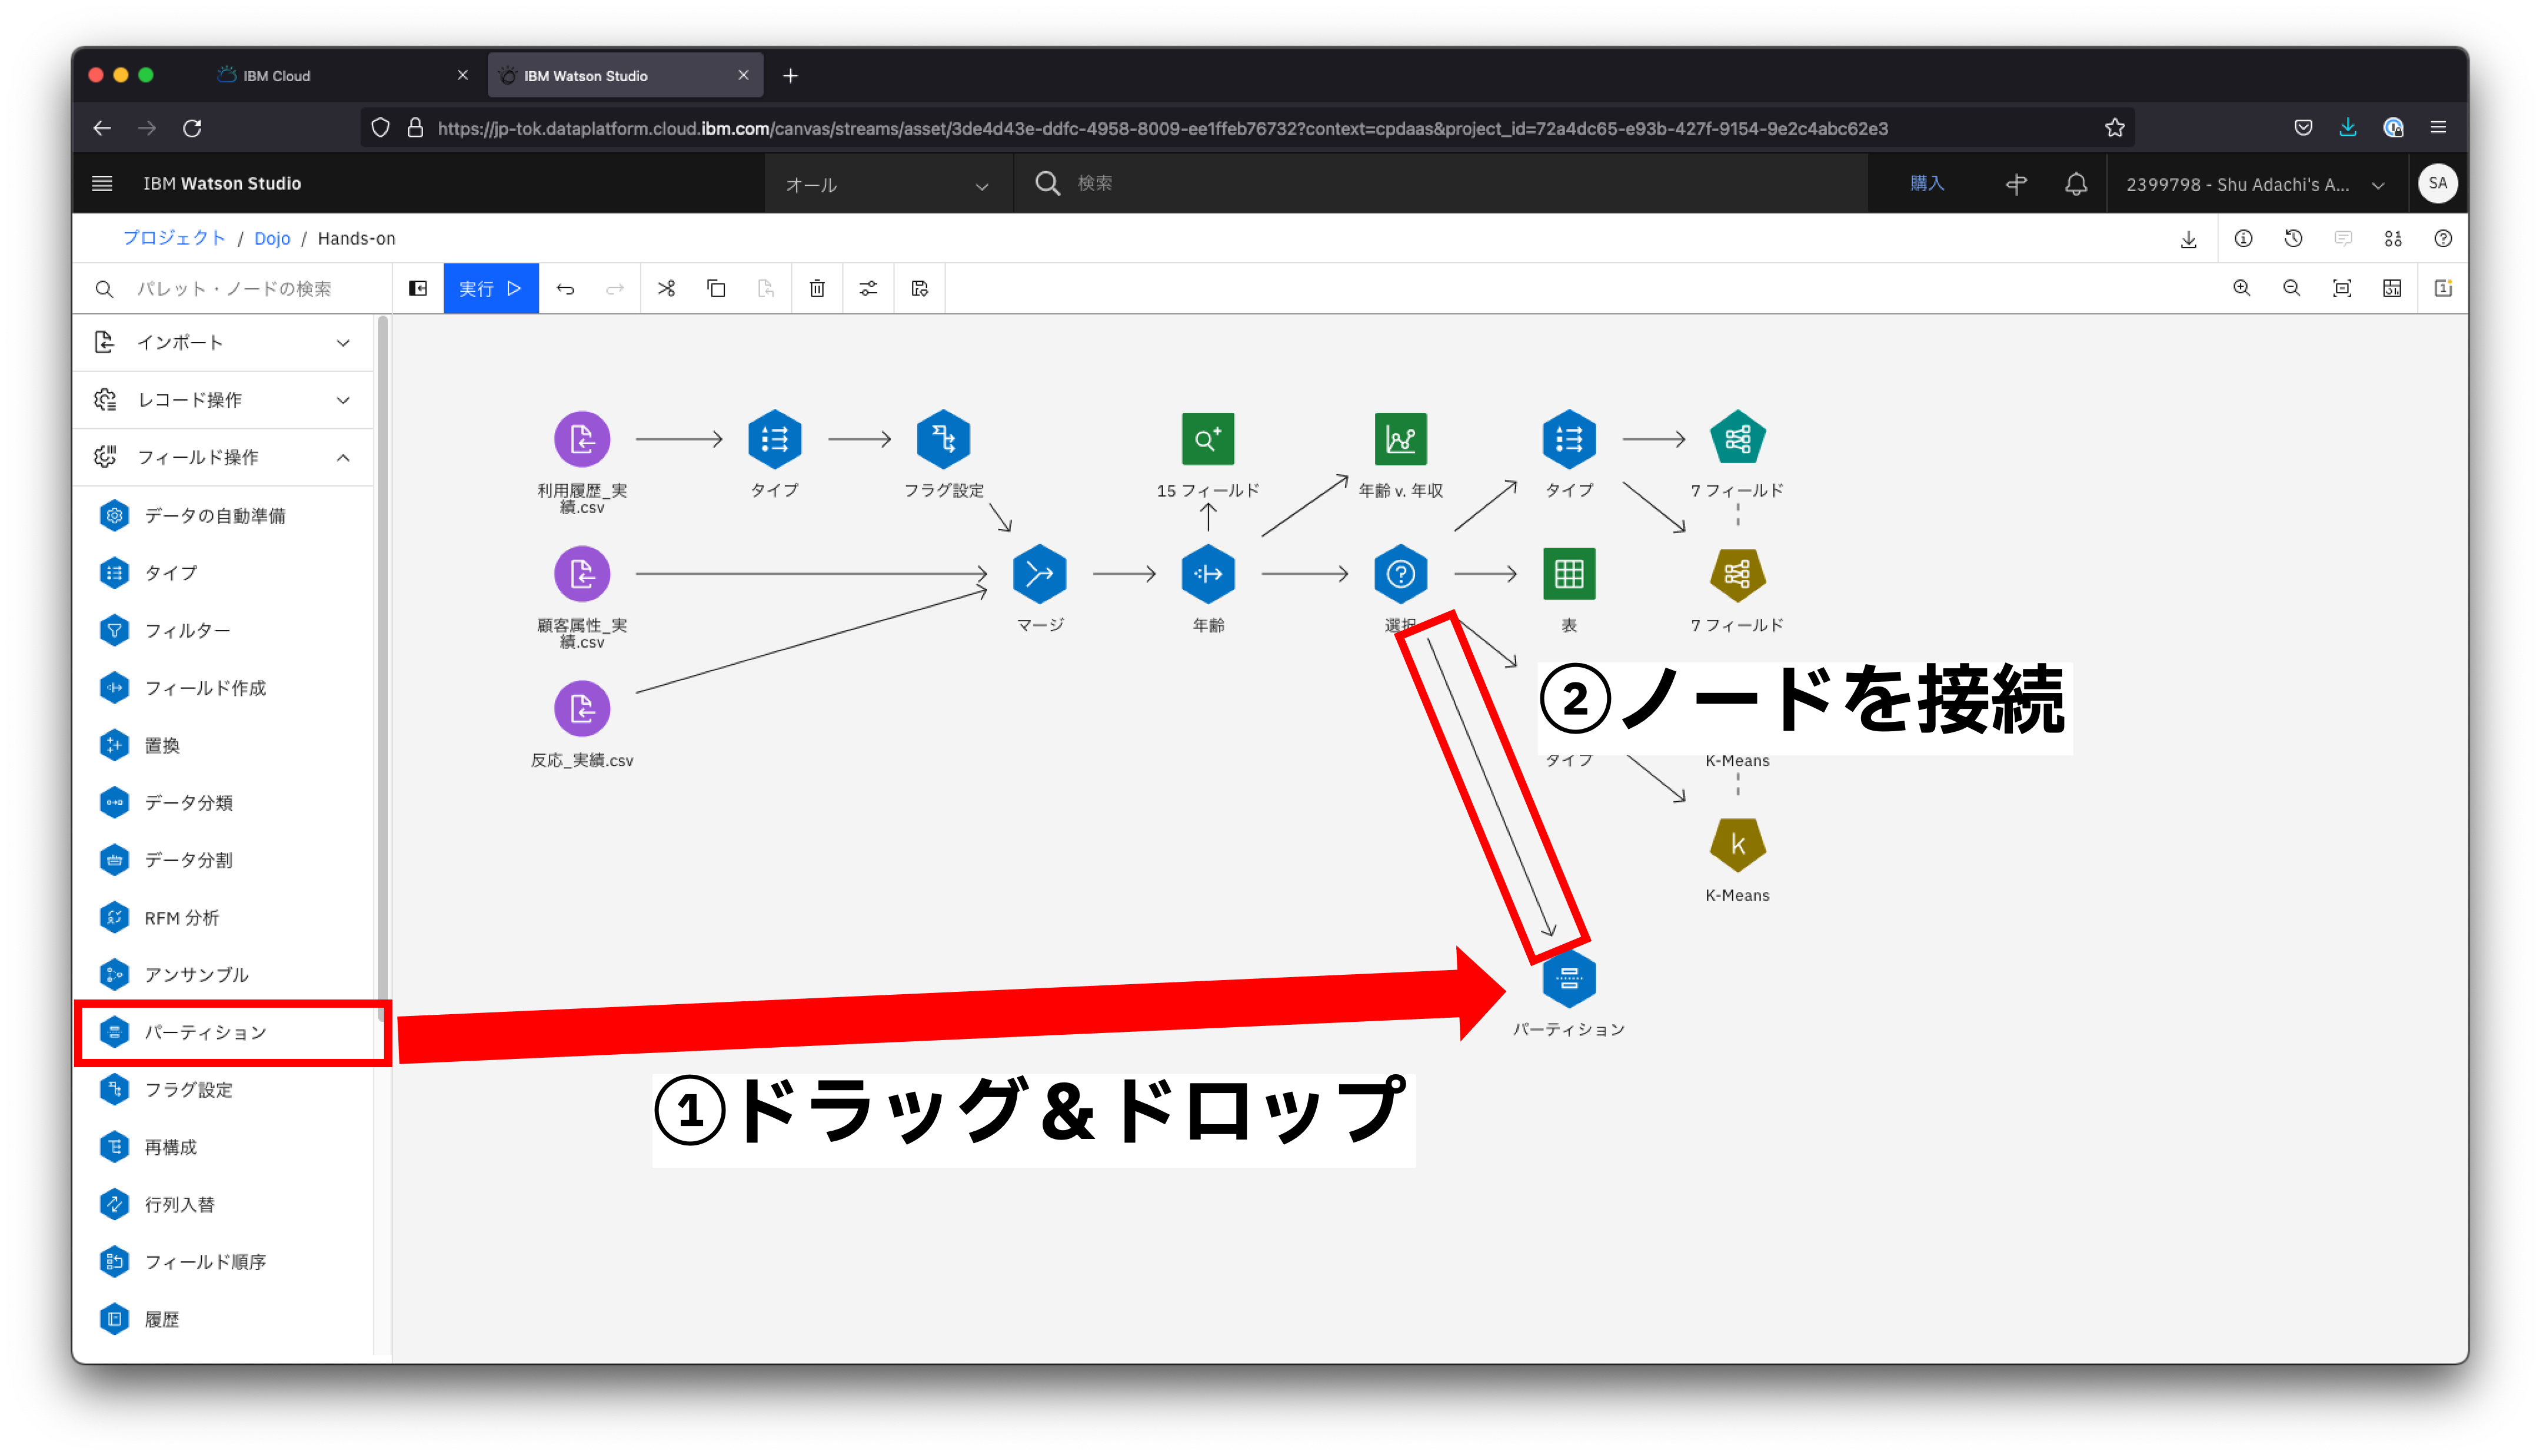 IBM Cloud
IBM Watson Studio
https://jp-tok.dataplatform.cloud.ibm.com/canvas/streams/asset/3de4d43e-ddfc-4958-8009-ee1ffeb76732?context=cpdaas&project_id=72a4dc65-e93b-427f-9154-9e2c4abc62e3
IBM Watson Studio
オール
検索
購入
2399798 - Shu Adachi's A...
SA
プロジェクト / Dojo / Hands-on
パレット・ノードの検索
実行
インポート
レコード操作
フィールド操作
データの自動準備
タイプ
フィルター
フィールド作成
置換
データ分類
データ分割
RFM 分析
アンサンブル
パーティション
フラグ設定
再構成
行列入替
フィールド順序
履歴
利用履歴_実
績.csv
タイプ
フラグ設定
15 フィールド
年齢 v. 年収
タイプ
7 フィールド
顧客属性_実
績.csv
マージ
年齢
選択
表
7 フィールド
②ノードを接続
反応_実績.csv
タイプ
K-Means
k
K-Means
パーティション
①ドラッグ＆ドロップ